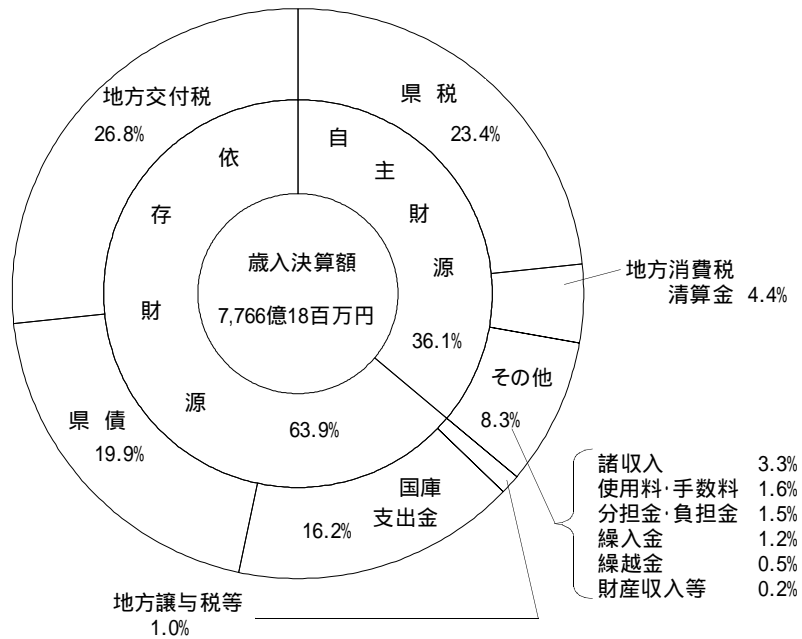 地方交付税
26.8%
県 税
23.4%
自主財源
36.1%
依存財源
63.9%
歳入決算額
7,766億18百万円
地方消費税
清算金 4.4%
その他
8.3%
諸収入 3.3%
使用料・手数料 1.6%
分担金・負担金 1.5%
繰入金 1.2%
繰越金 0.5%
財産収入等 0.2%
県 債
19.9%
国庫
支出金
16.2%
地方譲与税等
1.0%